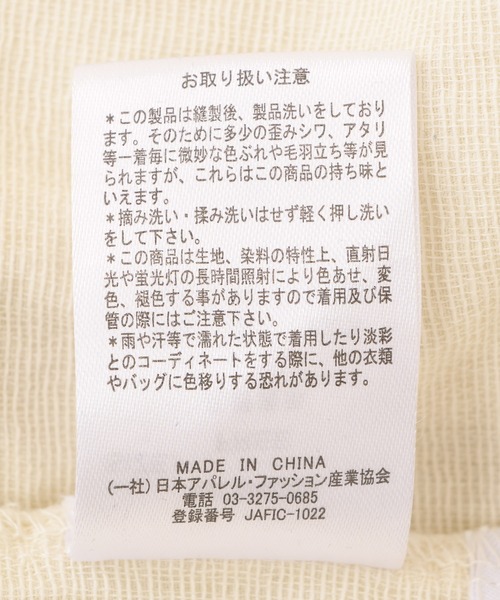 お取り扱い注意
＊この製品は縫製後、製品洗いをしており
ます。そのために多少の歪みシワ、アタリ
等一着毎に微妙な色ぶれや毛羽立ち等が見
られますが、これらはこの商品の持ち味と
いえます。
＊摘み洗い・揉み洗いはせず軽く押し洗い
をして下さい。
＊この商品は生地、染料の特性上、直射日
光や蛍光灯の長時間照射により色あせ、変
色、褪色する事がありますので着用及び保
管の際にはご注意下さい。
＊雨や汗等で濡れた状態で着用したり淡彩
とのコーディネートをする際に、他の衣類
やバッグに色移りする恐れがあります。
MADE IN CHINA
(一社)日本アパレル・ファッション産業協会
電話 03-3275-0685
登録番号 JAFIC-1022